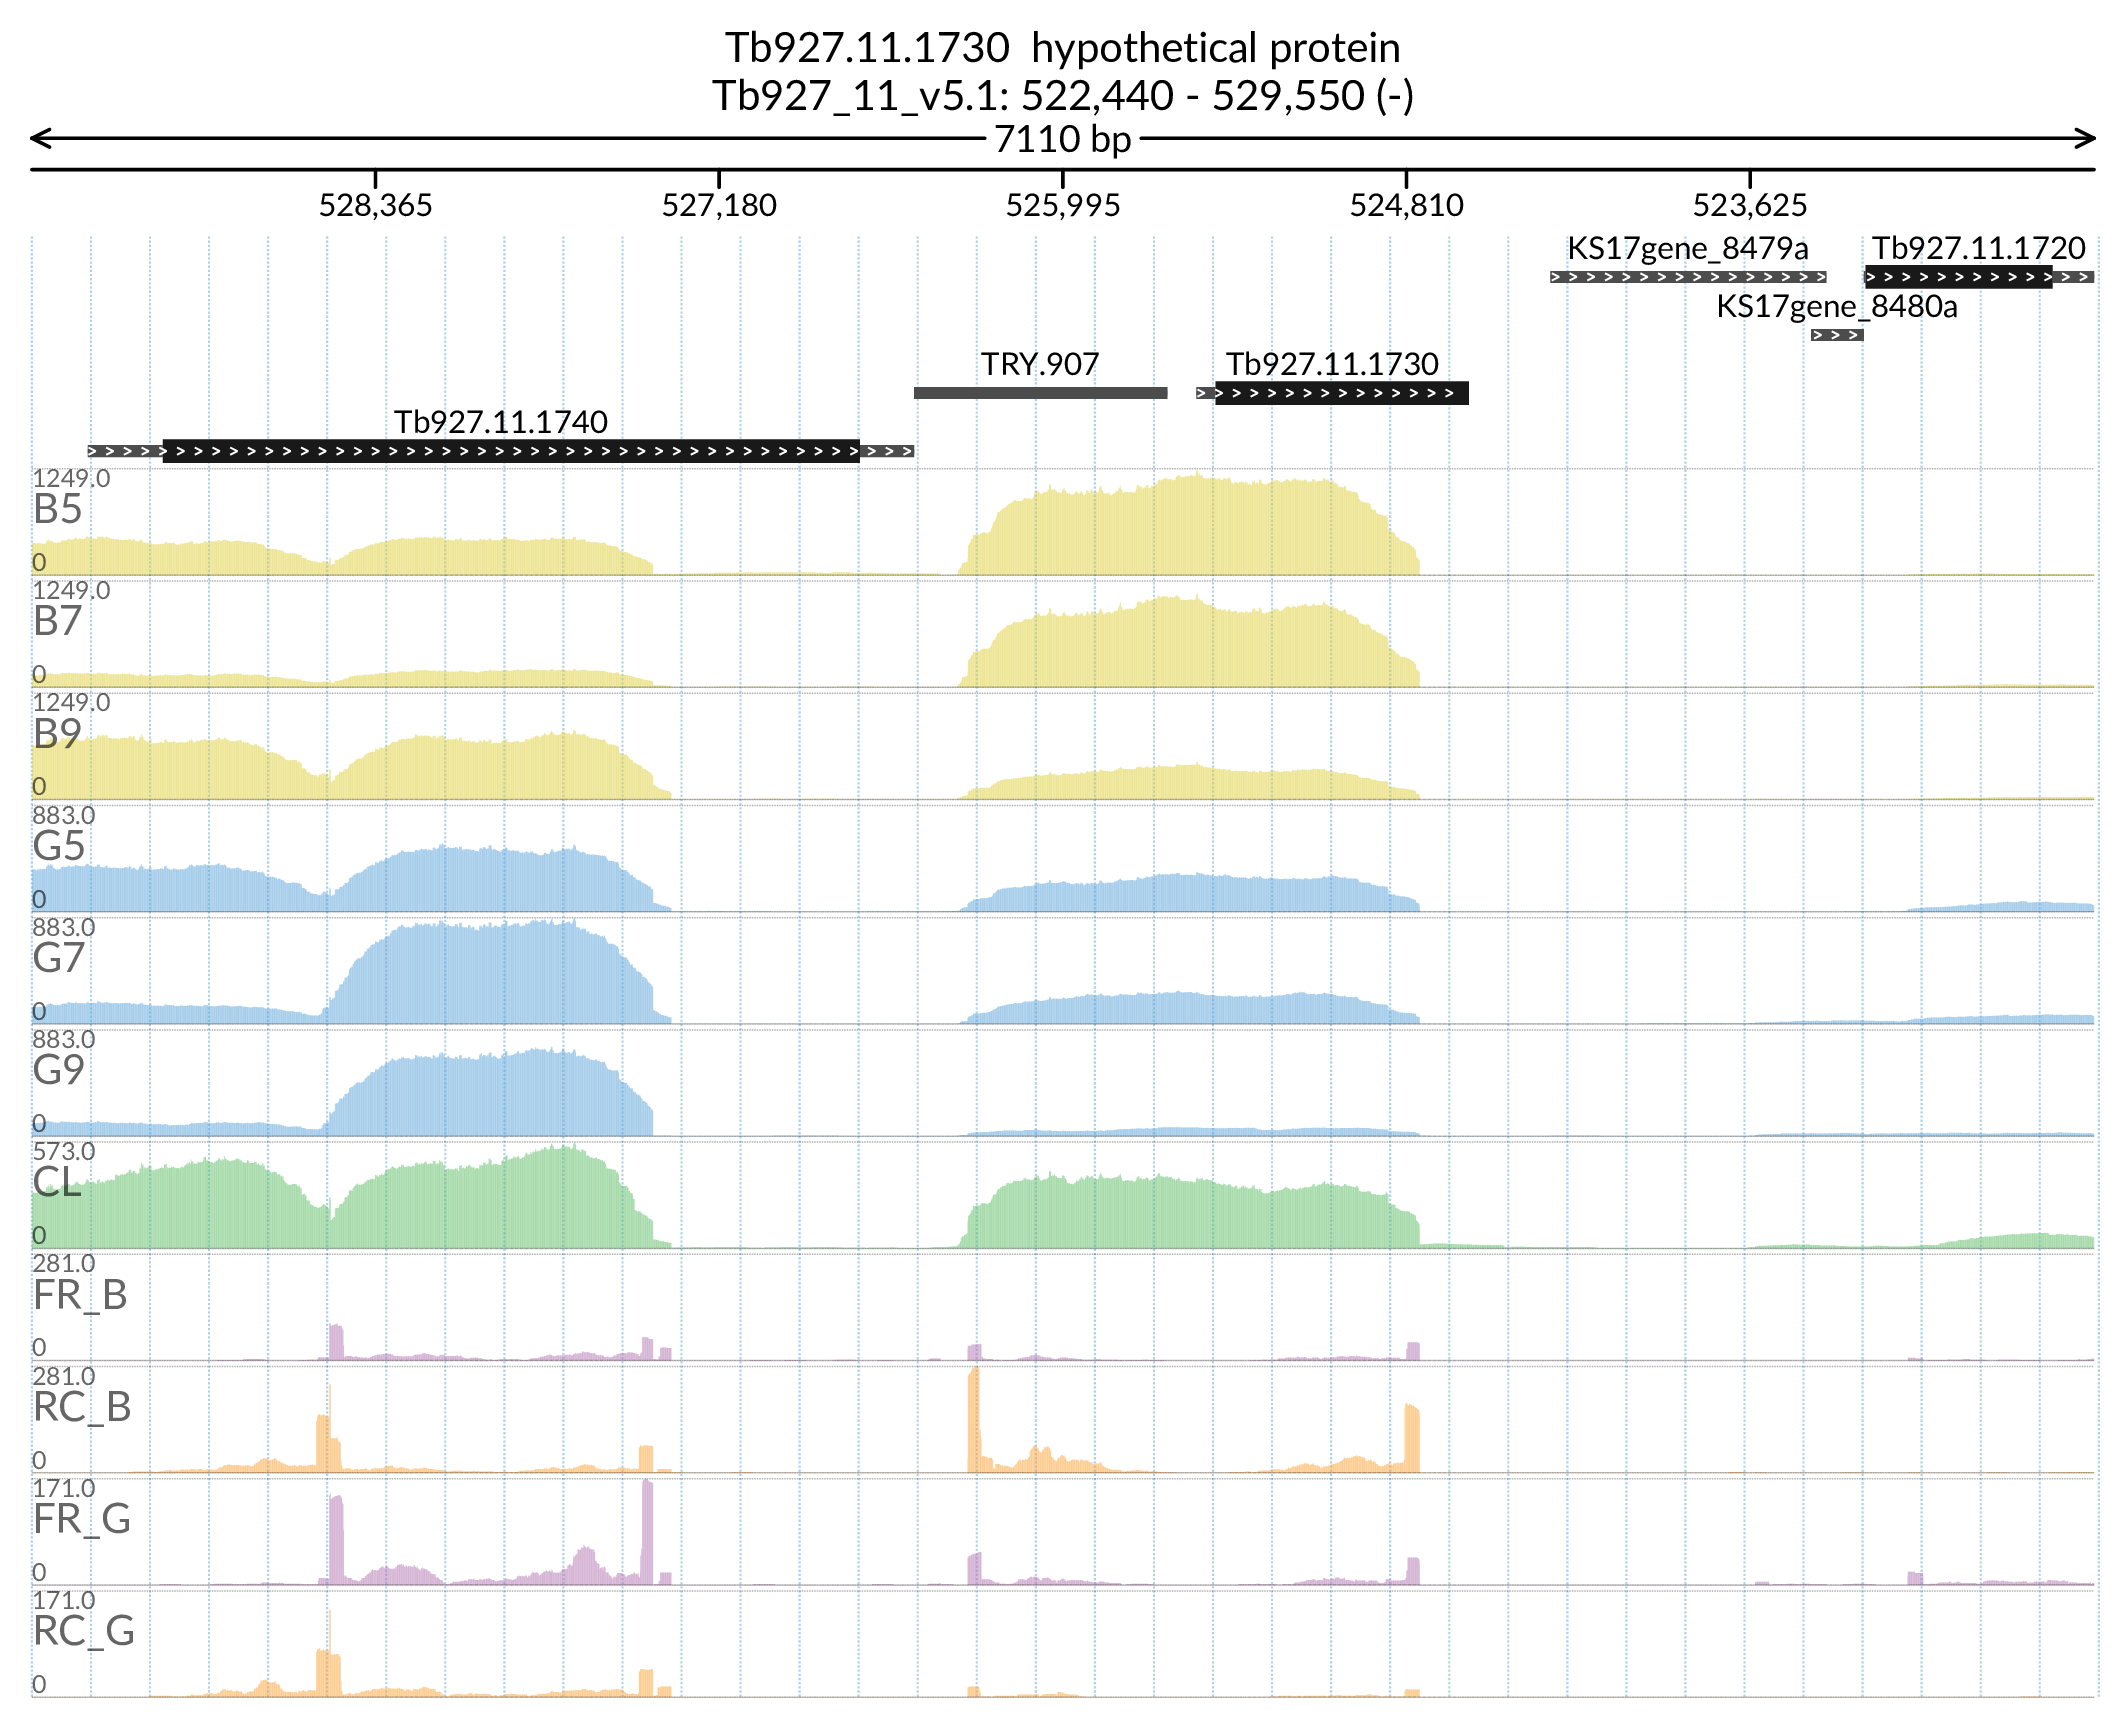 Tb927.11.1730  hypothetical protein
Tb927_11_v5.1: 522,440 - 529,550 (-)
7110 bp
528,365 527,180 525,995 524,810 523,625
KS17gene_8479a Tb927.11.1720
KS17gene_8480a
TRY.907 Tb927.11.1730
Tb927.11.1740
1249.0
B5
0
1249.0
B7
0
1249.0
B9
0
883.0
G5
0
883.0
G7
0
883.0
G9
0
573.0
CL
0
281.0
FR_B
0
281.0
RC_B
0
171.0
FR_G
0
171.0
RC_G
0